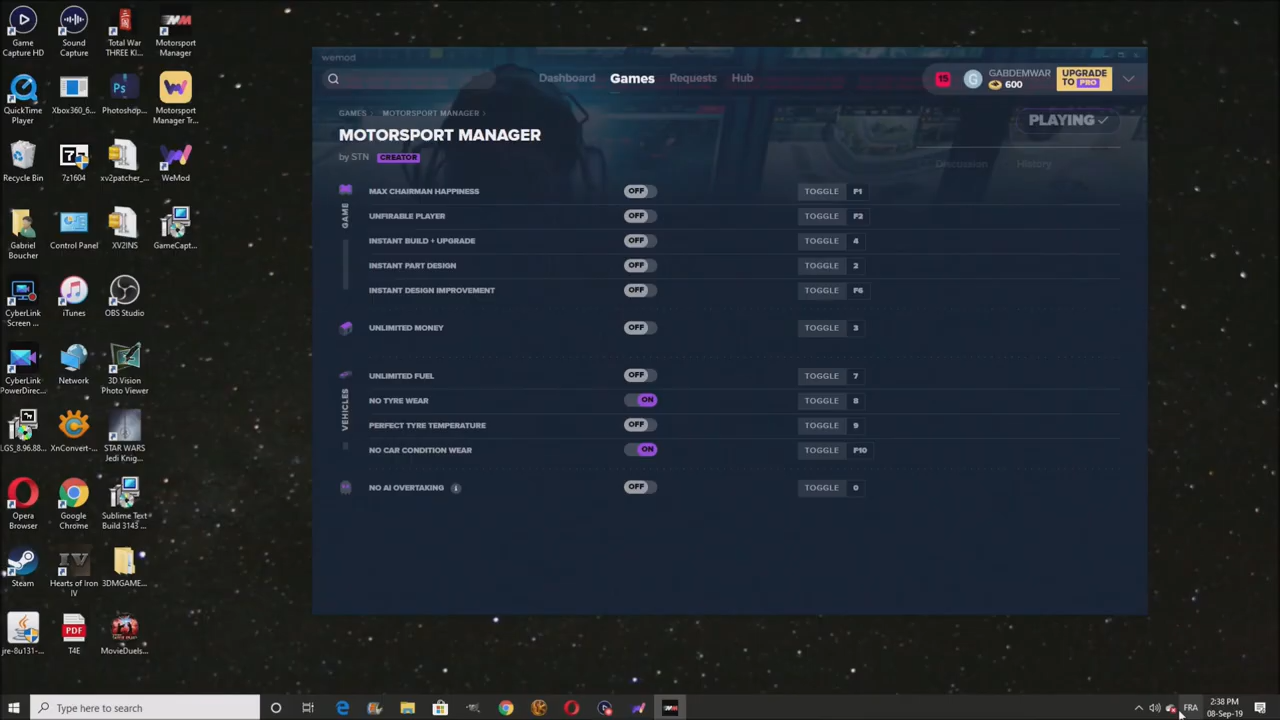 Game Capture HD
Sound Capture
Total War THREE KI...
Motorsport Manager
QuickTime Player
Xbox360_6...
Photoshop...
Motorsport Manager Tr...
Recycle Bin
7z1604
xv2patcher_...
WeMod
Gabriel Boucher
Control Panel
XV2INS
GameCapt...
CyberLink Screen ...
iTunes
OBS Studio
CyberLink PowerDirec...
Network
3D Vision Photo Viewer
LGS_8.96.88...
XnConvert-...
STAR WARS Jedi Knig...
Opera Browser
Google Chrome
Sublime Text Build 3143 ...
Steam
Hearts of Iron IV
3DMGAME...
jre-8u131-...
T4E
MovieDuels...
wemod
Dashboard Games Requests Hub
15
G
GABDEMWAR
600
UPGRADE TO PRO
GAMES › MOTORSPORT MANAGER ›
MOTORSPORT MANAGER
by STN CREATOR
PLAYING
Discussion History
GAME
MAX CHAIRMAN HAPPINESS OFF TOGGLE F1
UNFIRABLE PLAYER OFF TOGGLE F2
INSTANT BUILD + UPGRADE OFF TOGGLE 4
INSTANT PART DESIGN OFF TOGGLE 2
INSTANT DESIGN IMPROVEMENT OFF TOGGLE F6
UNLIMITED MONEY OFF TOGGLE 3
VEHICLES
UNLIMITED FUEL OFF TOGGLE 7
NO TYRE WEAR ON TOGGLE 8
PERFECT TYRE TEMPERATURE OFF TOGGLE 9
NO CAR CONDITION WEAR ON TOGGLE F10
NO AI OVERTAKING OFF TOGGLE 0
Type here to search
FRA
2:38 PM
08-Sep-19